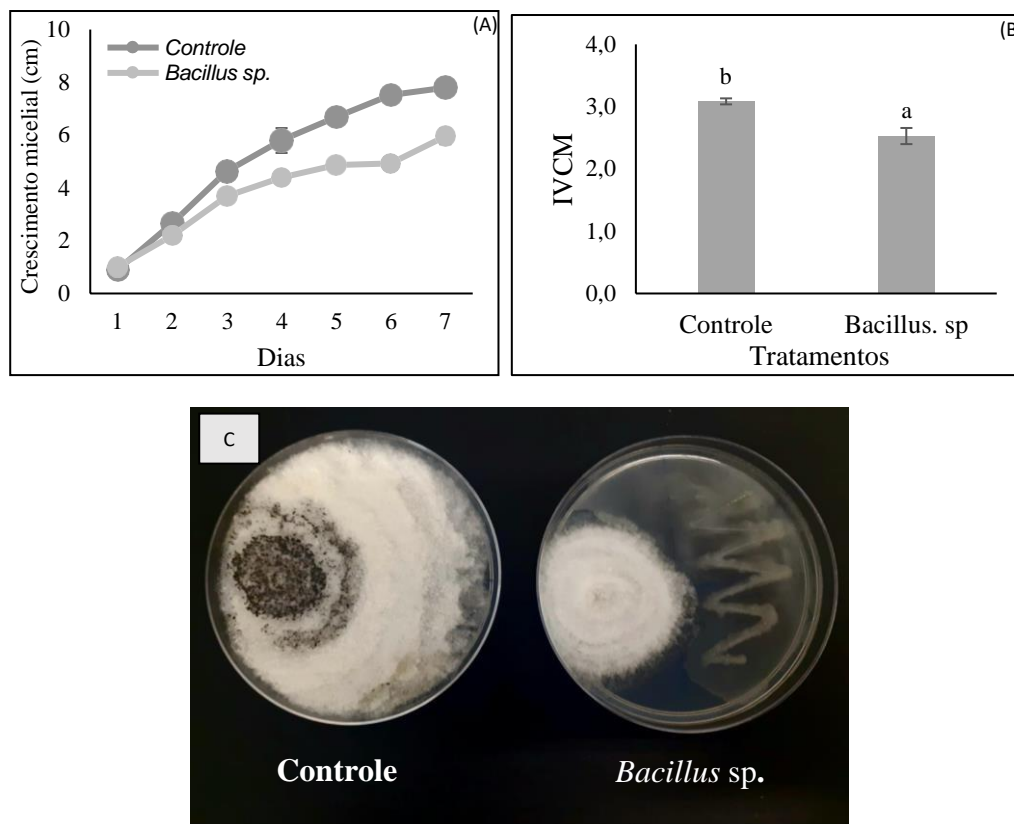 (A)
Crescimento micelial (cm)
10
8
6
4
2
0
Controle
Bacillus sp.
1 2 3 4 5 6 7
Dias
(B)
IVCM
4,0
3,0
2,0
1,0
0,0
b
a
Controle Bacillus. sp
Tratamentos
C
Controle Bacillus sp.